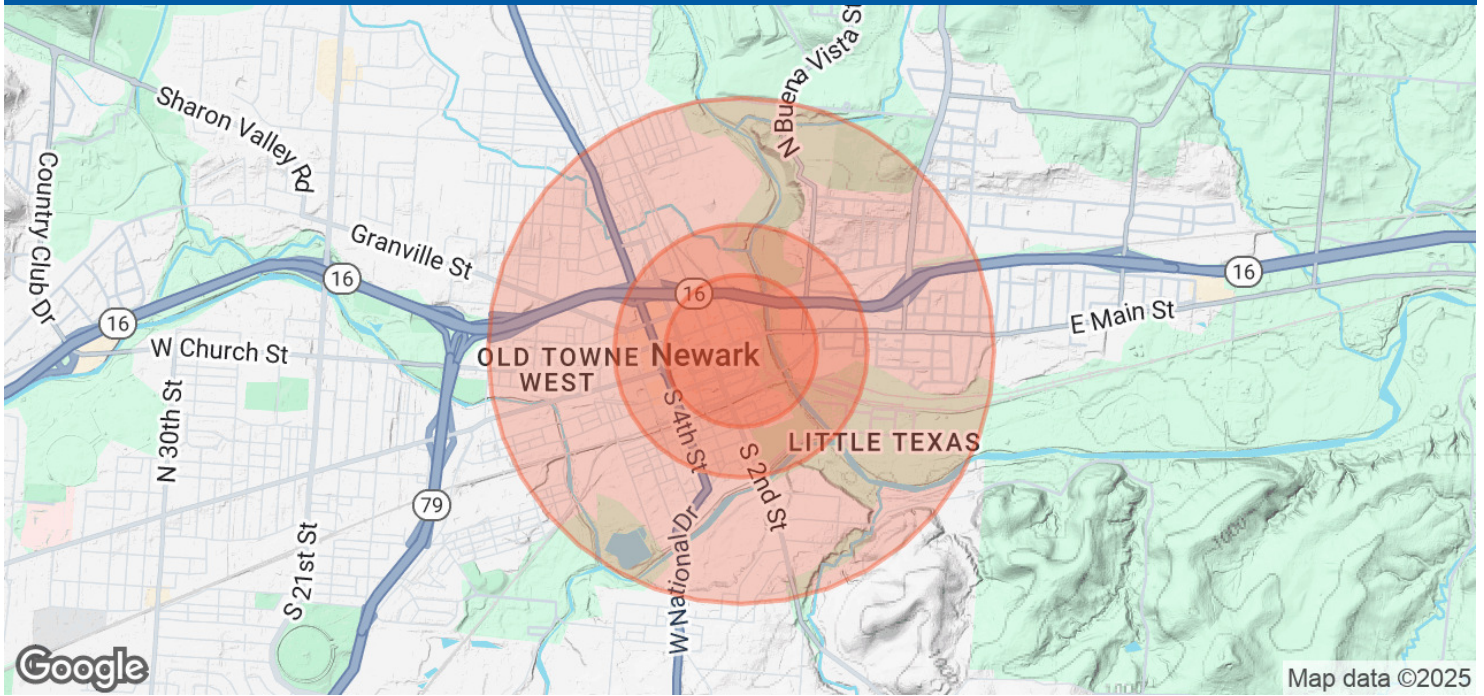 N Buena Vista St
Sharon Valley Rd
Country Club Dr
Granville St
16
16
16
16
E Main St
W Church St
OLD TOWNE
WEST
Newark
N 30th St
S 4th St
LITTLE TEXAS
S 2nd St
79
1000
S 21st St
W National Dr
Google
Map data ©2025